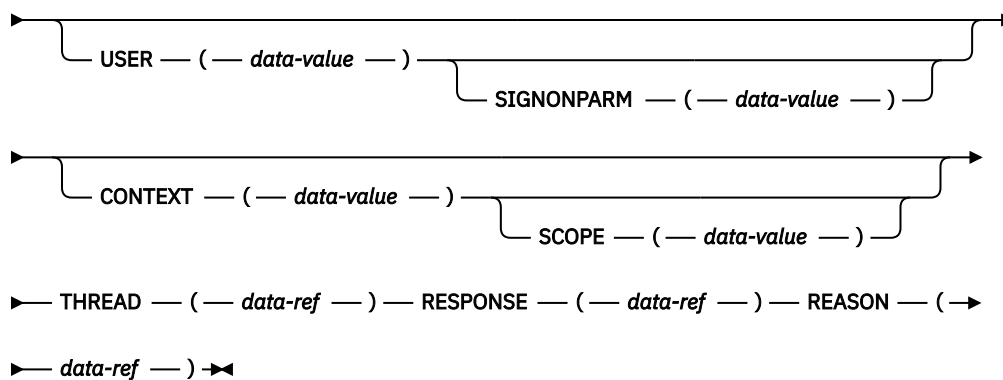 USER ( data-value )
SIGNONPARM ( data-value )
CONTEXT ( data-value )
SCOPE ( data-value )
THREAD ( data-ref ) RESPONSE ( data-ref ) REASON (
data-ref )